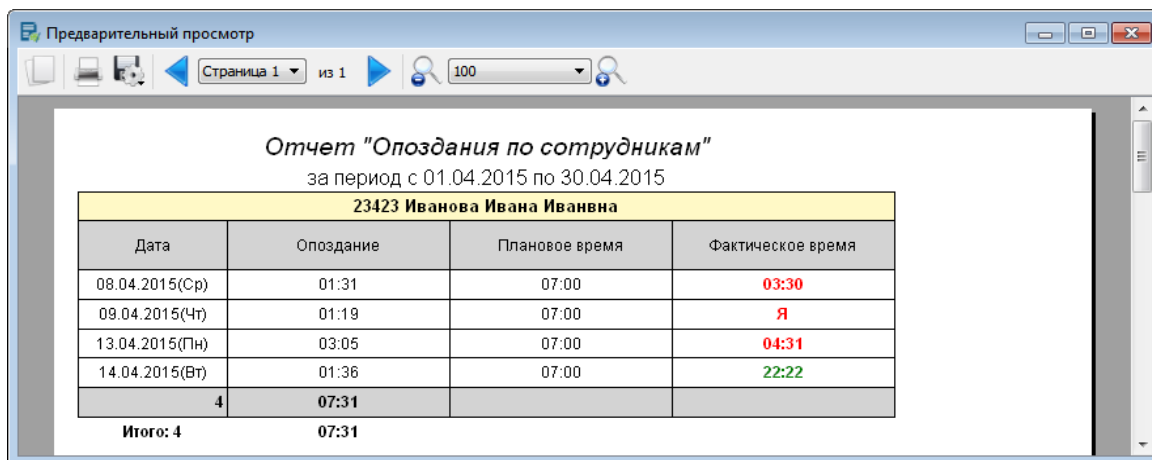 Предварительный просмотр
Страница 1 из 1 100
Отчет "Опоздания по сотрудникам"
за период с 01.04.2015 по 30.04.2015
23423 Иванова Ивана Иванвна
Дата Опоздание Плановое время Фактическое время
08.04.2015(Ср) 01:31 07:00 03:30
09.04.2015(Чт) 01:19 07:00 Я
13.04.2015(Пн) 03:05 07:00 04:31
14.04.2015(Вт) 01:36 07:00 22:22
4 07:31
Итого: 4 07:31